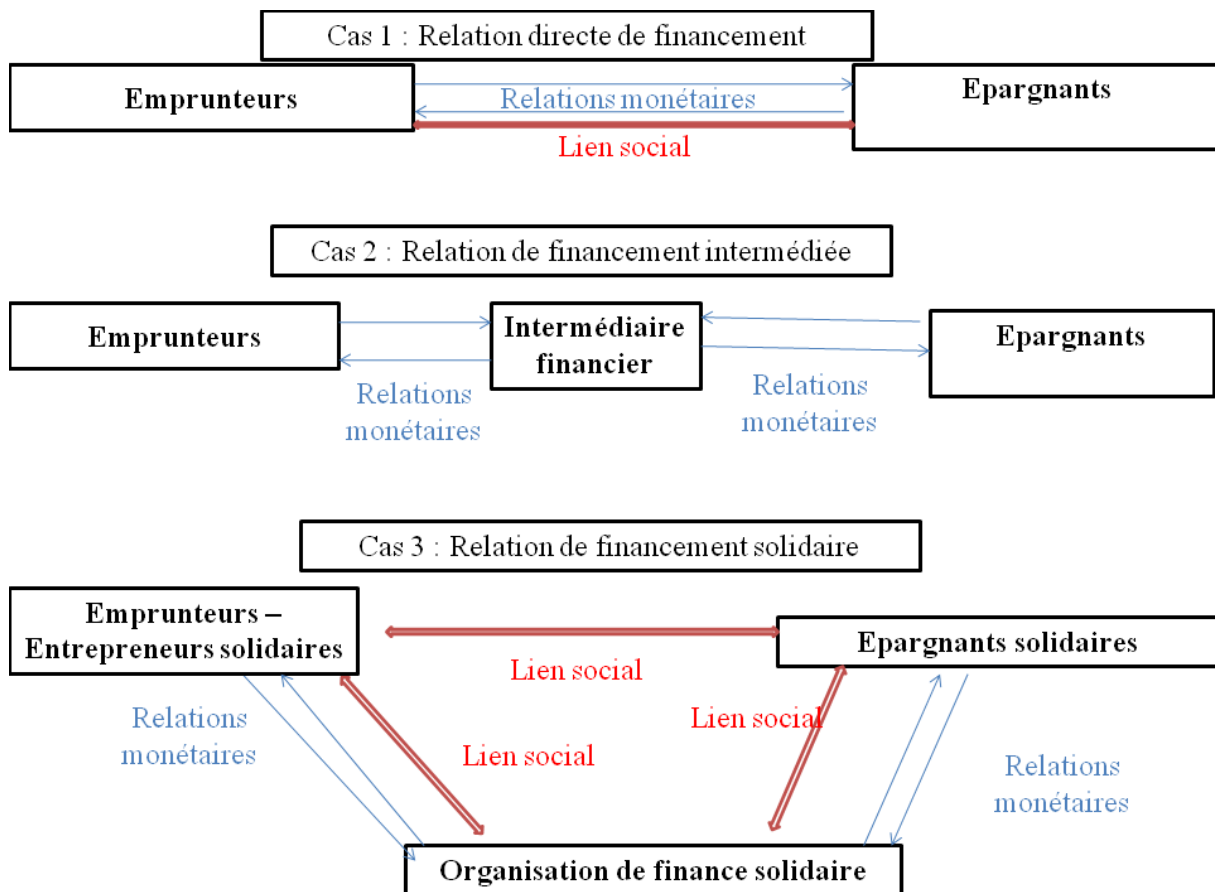 Cas 1 : Relation directe de financement
Emprunteurs
Relations monétaires
Epargnants
Lien social
Cas 2 : Relation de financement intermédiée
Emprunteurs
Intermédiaire
financier
Epargnants
Relations
monétaires
Relations
monétaires
Cas 3 : Relation de financement solidaire
Emprunteurs –
Entrepreneurs solidaires
Epargnants solidaires
Lien social
Relations
monétaires
Lien social
Lien social
Relations
monétaires
Organisation de finance solidaire